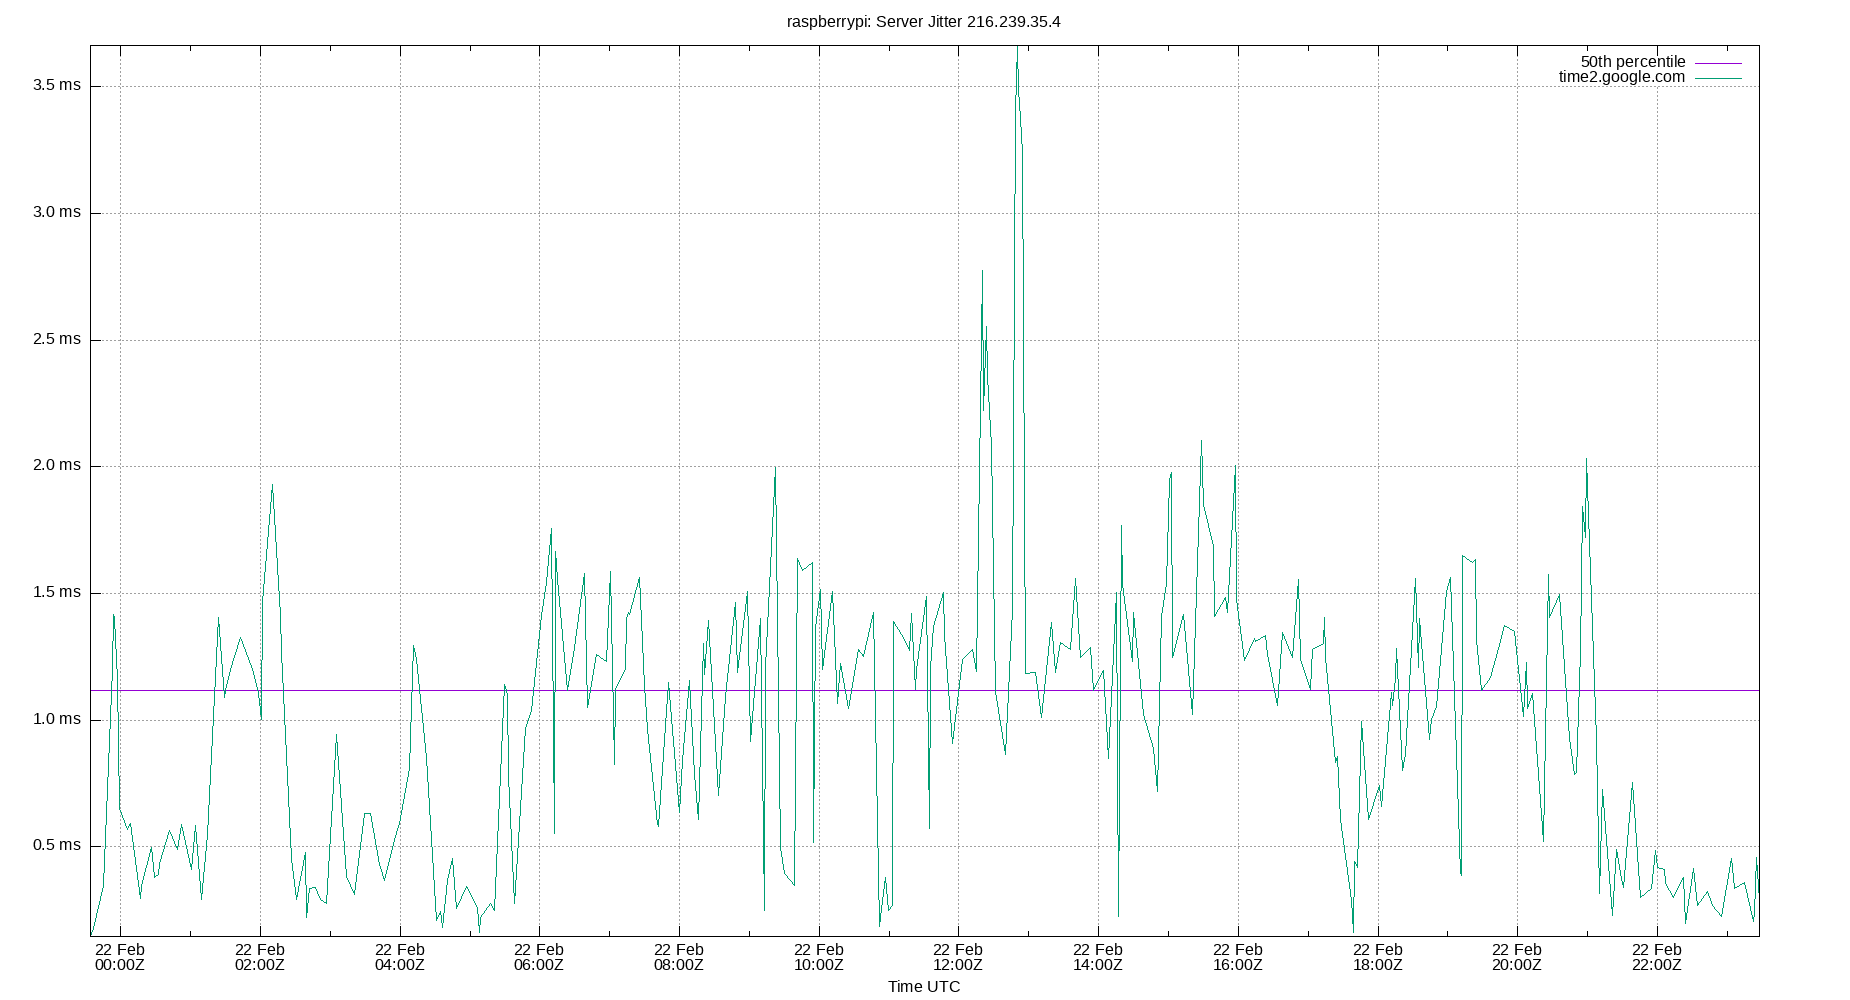 raspberrypi: Server Jitter 216.239.35.4
50th percentile
time2.google.com
3.5 ms
3.0 ms
2.5 ms
2.0 ms
1.5 ms
1.0 ms
0.5 ms
22 Feb 22 Feb 22 Feb 22 Feb 22 Feb 22 Feb 22 Feb 22 Feb 22 Feb 22 Feb 22 Feb 22 Feb
00:00Z 02:00Z 04:00Z 06:00Z 08:00Z 10:00Z 12:00Z 14:00Z 16:00Z 18:00Z 20:00Z 22:00Z
Time UTC